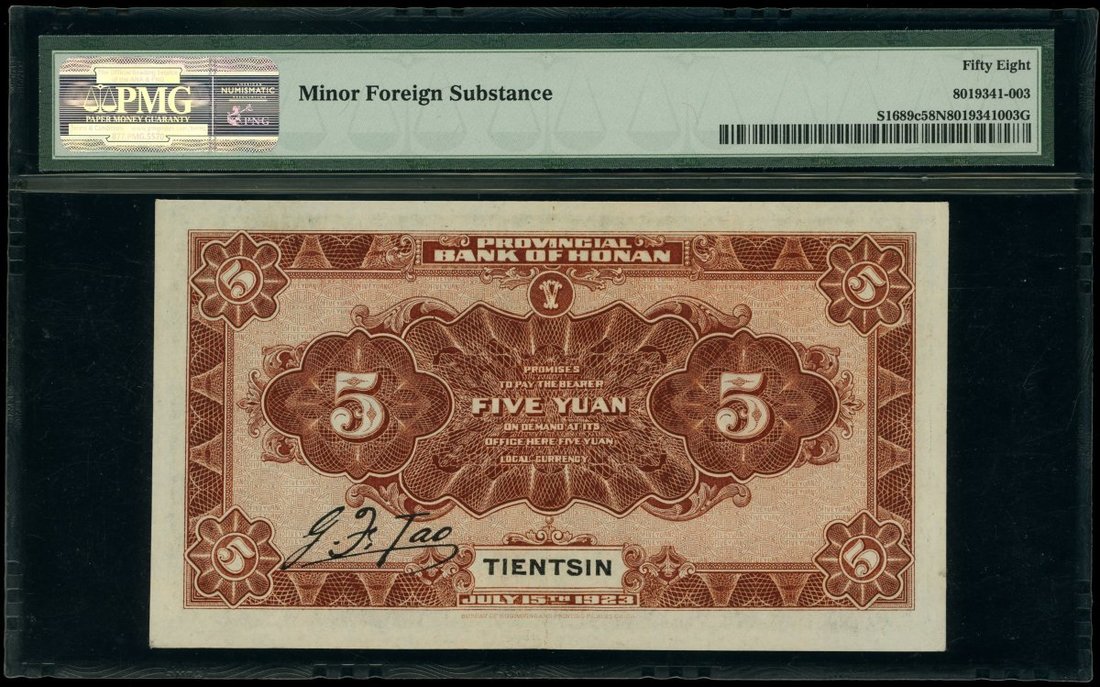 PMG
PAPER MONEY GUARANTY
NUMISMATIC
PNG
Minor Foreign Substance
Fifty Eight
8019341-003
S1689c58N8019341003G
PROVINCIAL
BANK OF HONAN
5
5
V
PROMISES
TO PAY THE BEARER
5
FIVE YUAN
5
ON DEMAND AT ITS
OFFICE HERE FIVE YUAN
LOCAL CURRENCY
G. F. Tao
5
TIENTSIN
5
JULY 15TH 1923